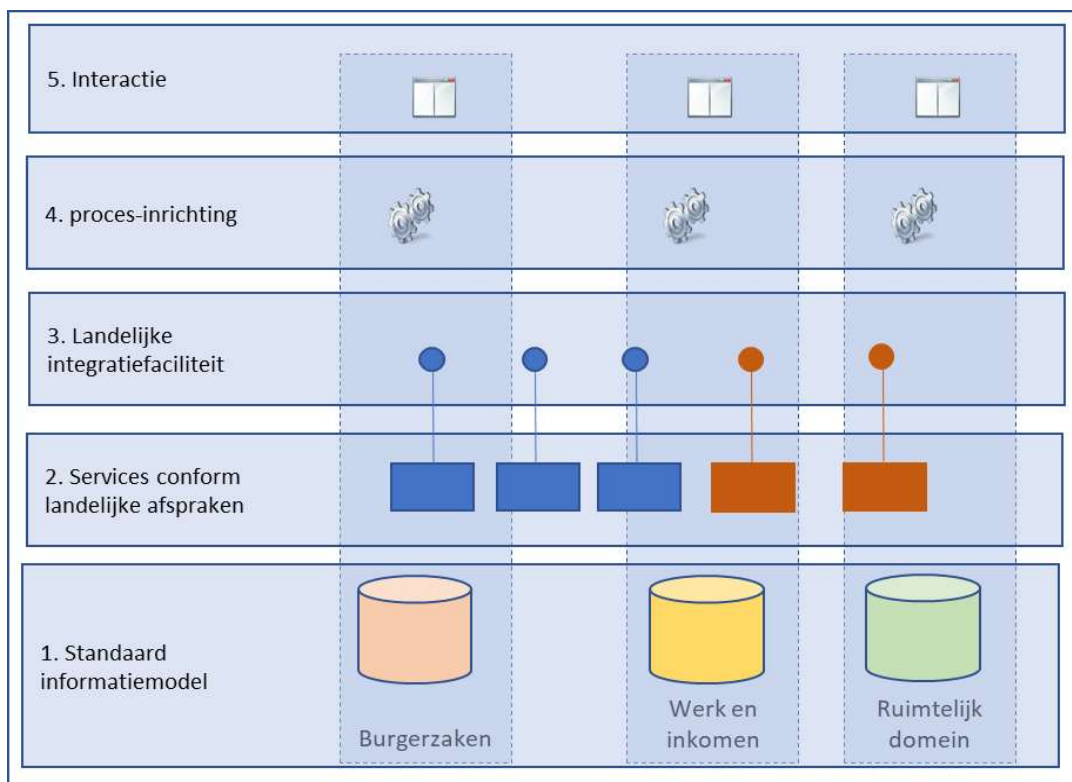 5. Interactie
4. proces-inrichting
3. Landelijke
integratiefaciliteit
2. Services conform
landelijke afspraken
1. Standaard
informatiemodel
Burgerzaken
Werk en
inkomen
Ruimtelijk
domein